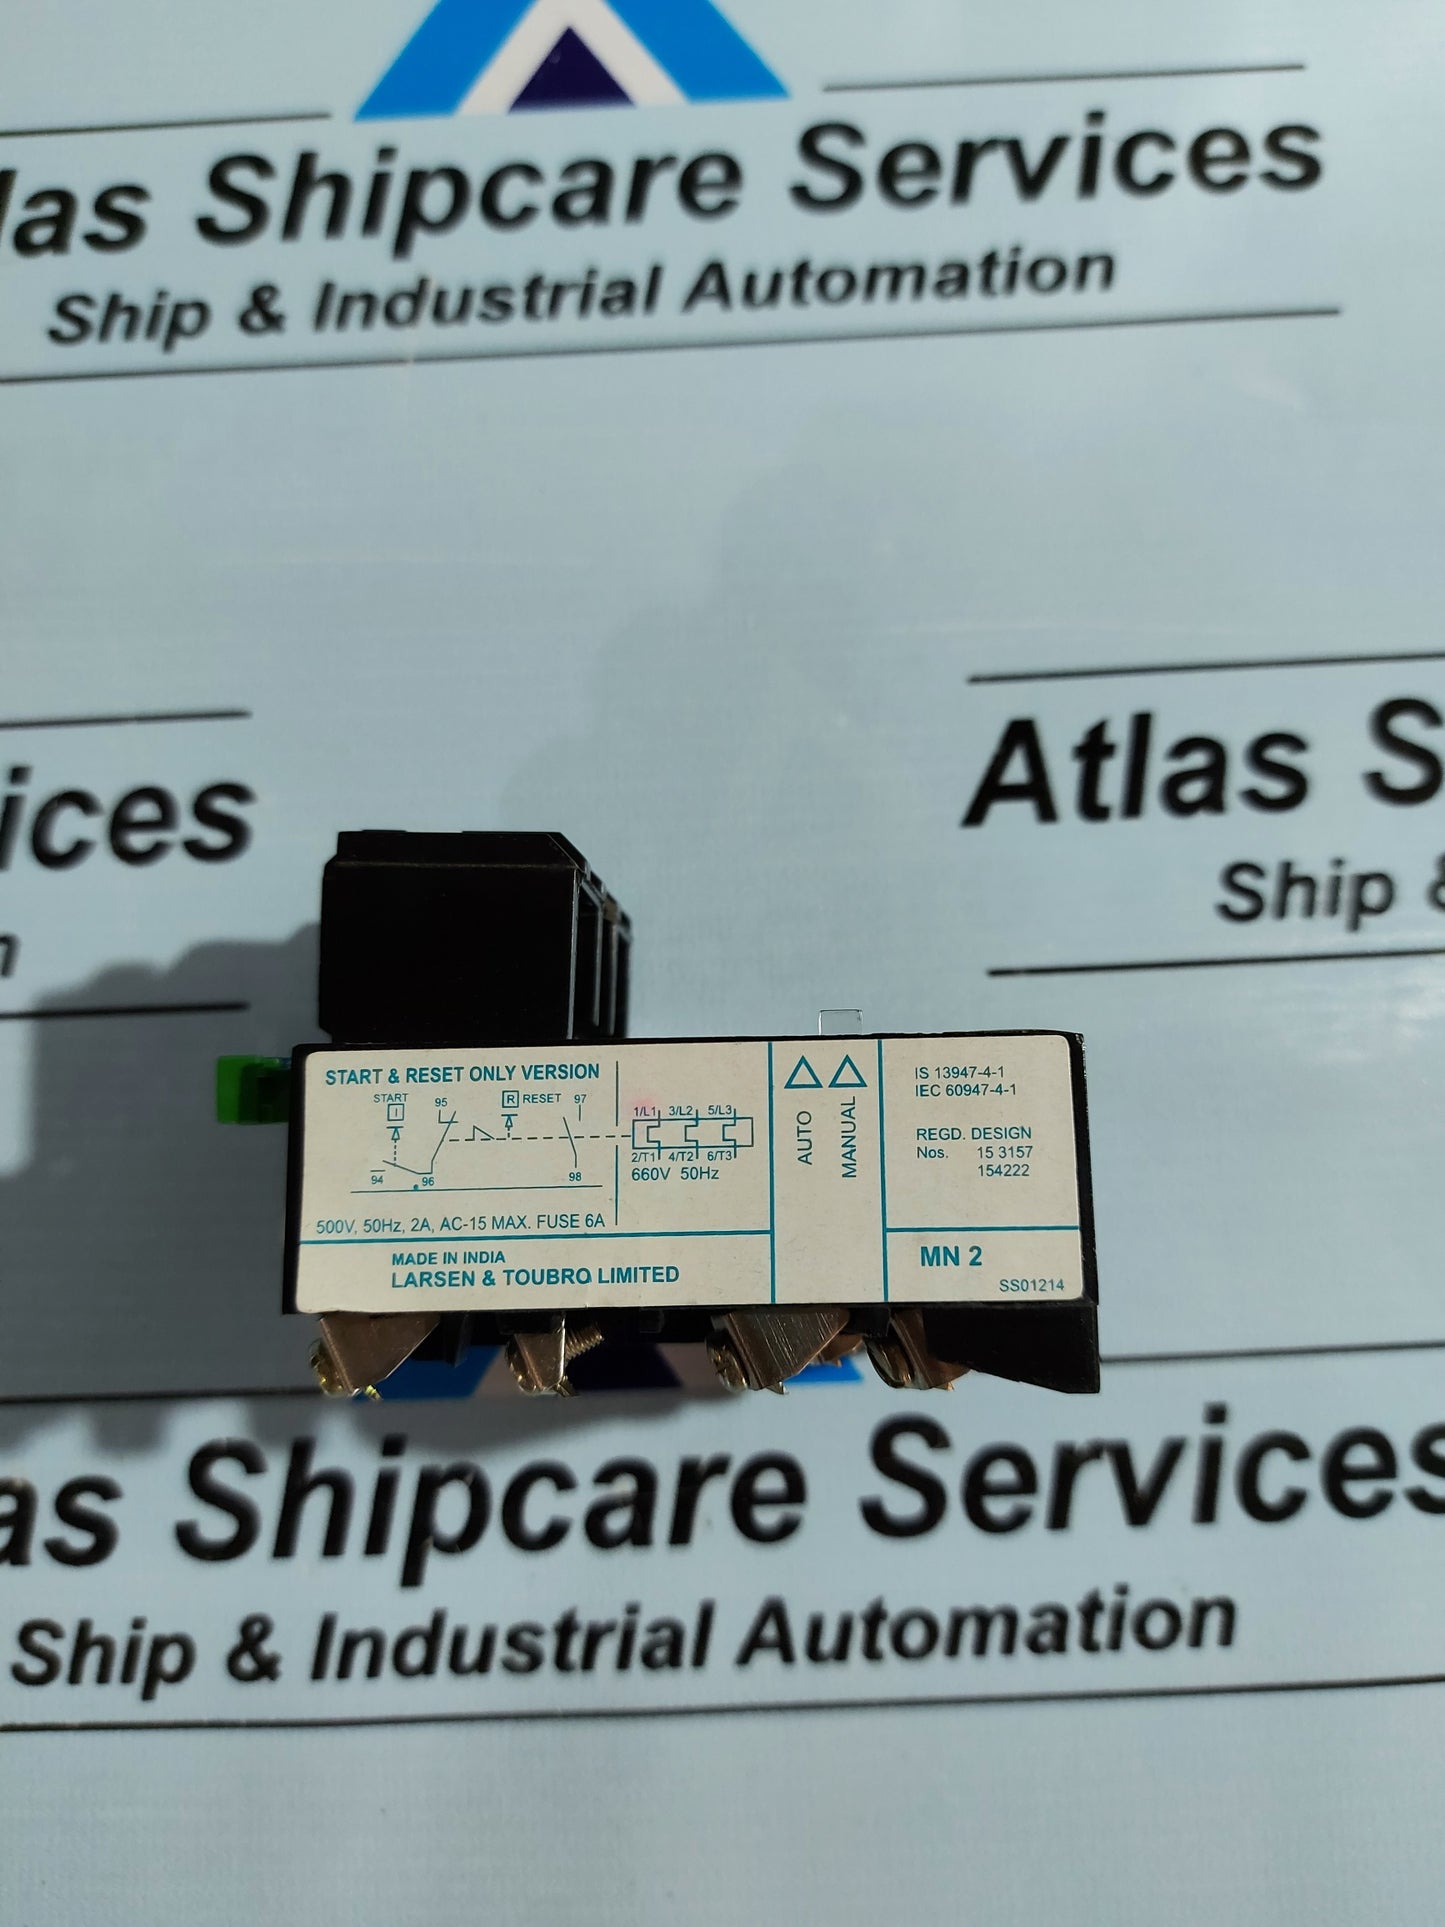 las Shipcare Services
Ship & Industrial Automation
ices
Atlas S
Ship &
n
START & RESET ONLY VERSION
START
I
95
R RESET 97
94
96
98
500V, 50Hz, 2A, AC-15 MAX. FUSE 6A
1/L1 3/L2 5/L3
2/T1 4/T2 6/T3
660V 50Hz
MADE IN INDIA
LARSEN & TOUBRO LIMITED
AUTO
MANUAL
IS 13947-4-1
IEC 60947-4-1
REGD. DESIGN
Nos. 15 3157
154222
MN 2
SS01214
as Shipcare Services
Ship & Industrial Automation